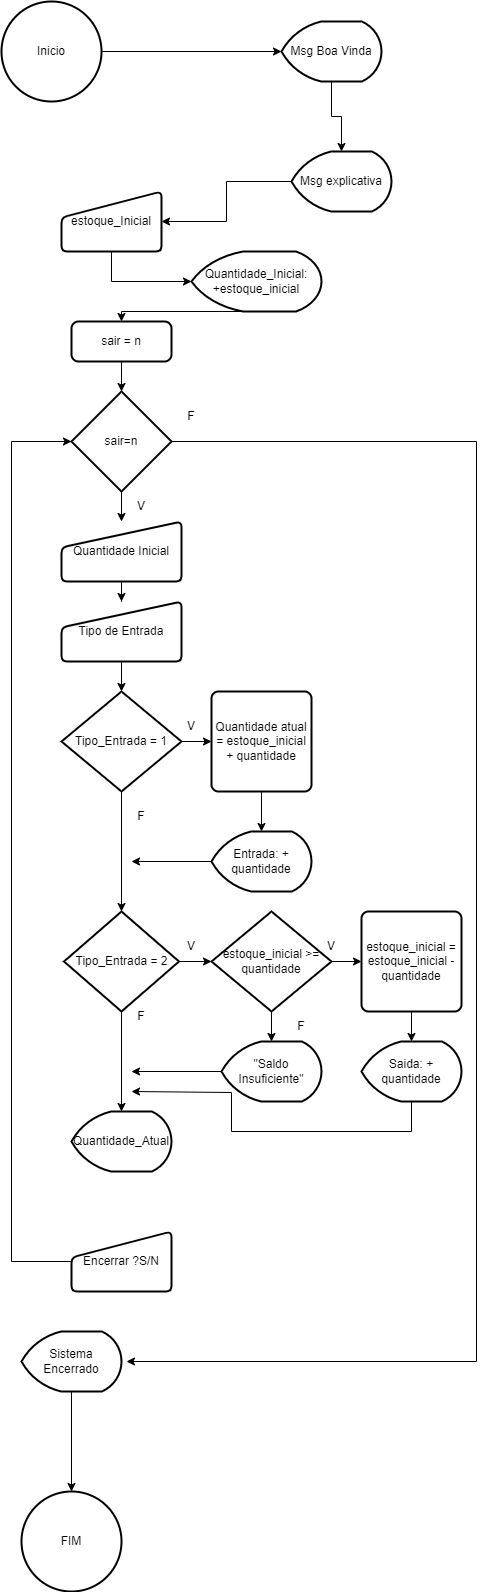 Inicio
Msg Boa Vinda
Msg explicativa
estoque_Inicial
Quantidade_Inicial:
+estoque_inicial
sair = n
sair=n
F
V
Quantidade Inicial
Tipo de Entrada
Tipo_Entrada = 1
V
Quantidade atual
= estoque_inicial
+ quantidade
F
Entrada: +
quantidade
Tipo_Entrada = 2
V
estoque_inicial >=
quantidade
V
estoque_inicial =
estoque_inicial -
quantidade
F
F
"Saldo
Insuficiente"
Saida: +
quantidade
Quantidade_Atual
Encerrar ?S/N
Sistema
Encerrado
FIM